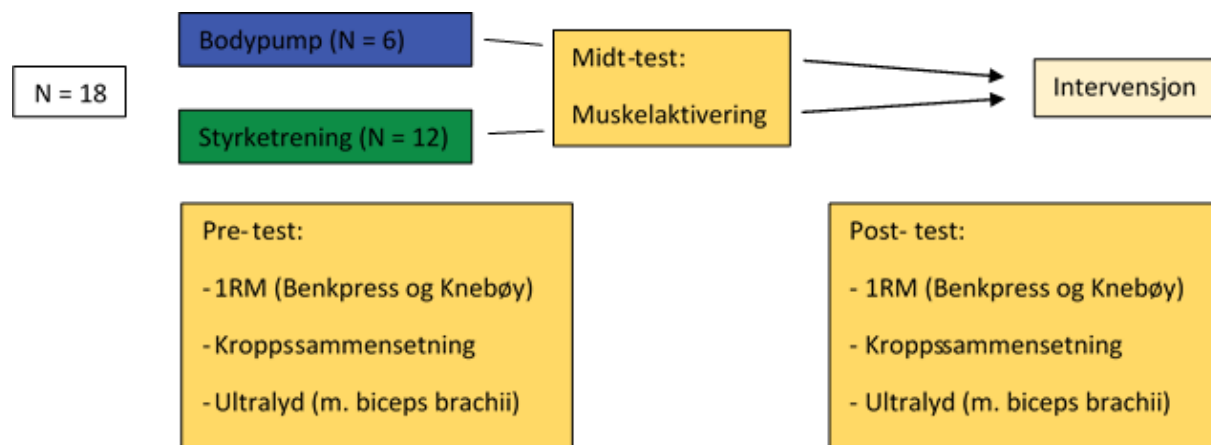 N = 18
Bodypump (N = 6)
Styrketrening (N = 12)
Midt-test:
Muskelaktivering
Intervensjon
Pre- test:
- 1RM (Benkpress og Knebøy)
- Kroppssammensetning
- Ultralyd (m. biceps brachii)
Post- test:
- 1RM (Benkpress og Knebøy)
- Kroppssammensetning
- Ultralyd (m. biceps brachii)